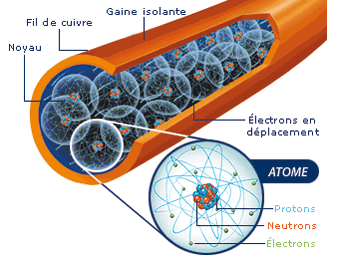 Gaine isolante
Fil de cuivre
Noyau
Électrons en
déplacement
ATOME
Protons
Neutrons
Électrons